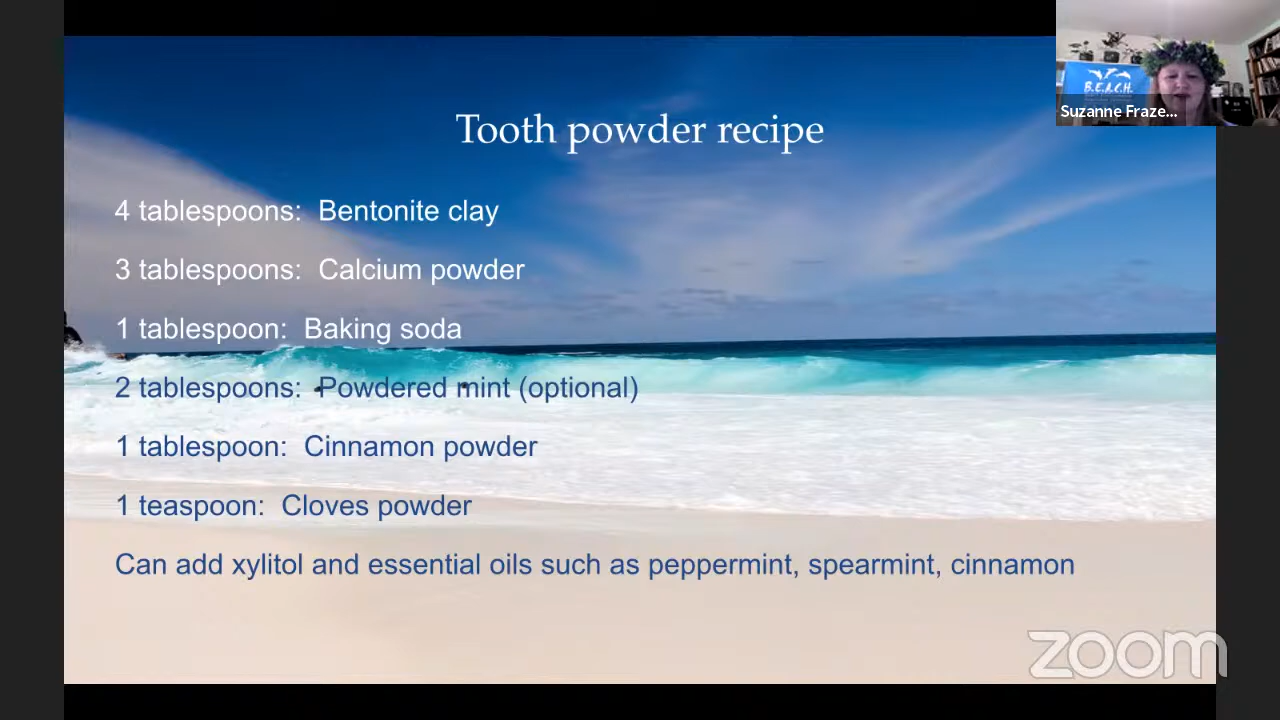 Tooth powder recipe
4 tablespoons:  Bentonite clay
3 tablespoons:  Calcium powder
1 tablespoon:  Baking soda
2 tablespoons:  Powdered mint (optional)
1 tablespoon:  Cinnamon powder
1 teaspoon:  Cloves powder
Can add xylitol and essential oils such as peppermint, spearmint, cinnamon
B.E.A.C.H.
Suzanne Fraze...
zoom